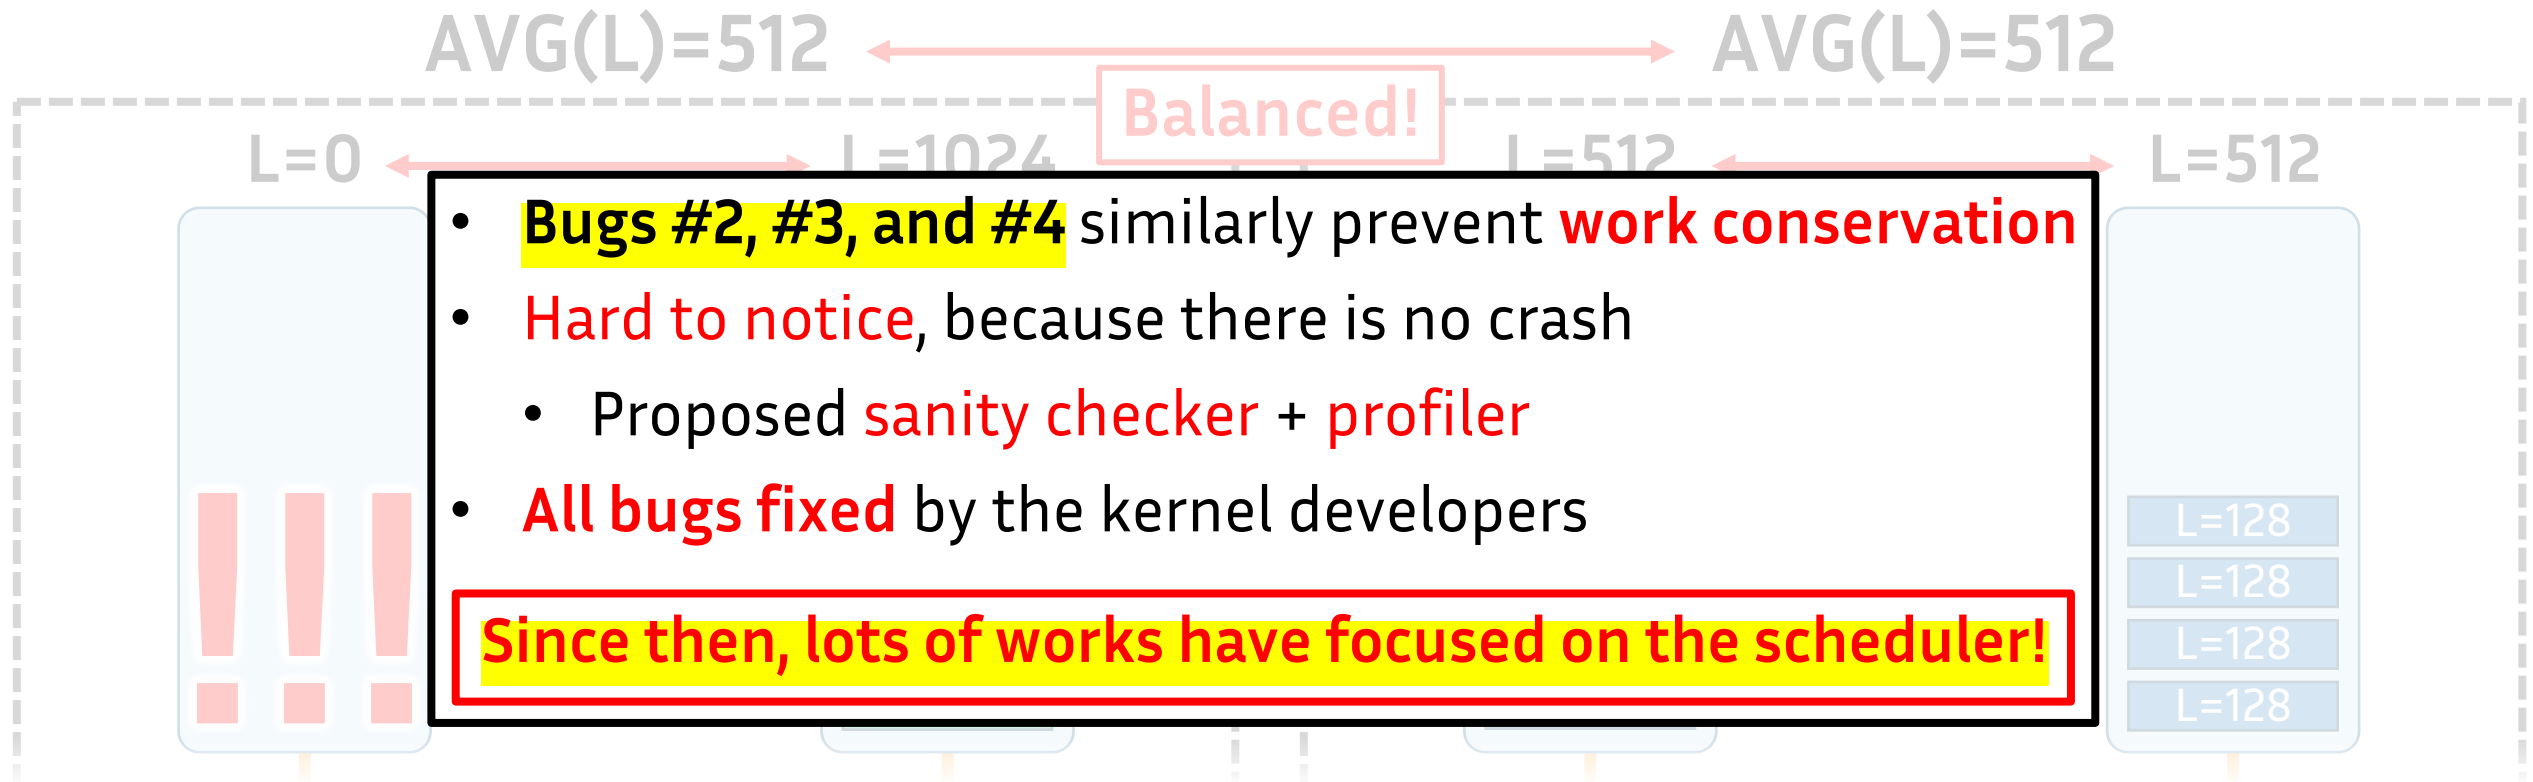 AVG(L)=512
AVG(L)=512
Balanced!
L=0
L=1024
L=512
L=512
• Bugs #2, #3, and #4 similarly prevent work conservation
• Hard to notice, because there is no crash
• Proposed sanity checker + profiler
• All bugs fixed by the kernel developers
Since then, lots of works have focused on the scheduler!
!!!
L=128
L=128
L=128
L=128